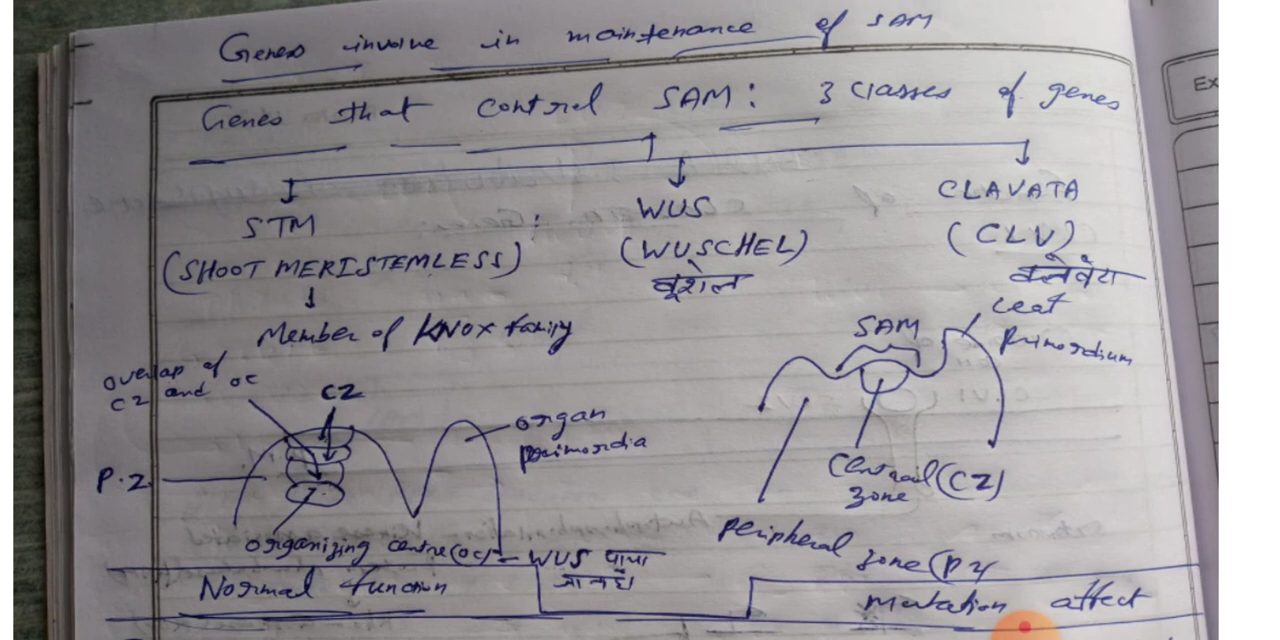 Genes involve in maintenance of SAM
Genes that control SAM: 3 classes of genes
STM
(SHOOT MERISTEMLESS)
Member of KNOX family
WUS
(WUSCHEL)
वूशेल
CLAVATA
(CLV)
क्लेवेटा
SAM
leaf
primordium
Central (CZ)
zone
peripheral zone (PZ
overlap of
CZ and OC
CZ
organ
primordia
P.Z
organizing centre (OC) - WUS पाया
Normal function
mutation affect
Ex